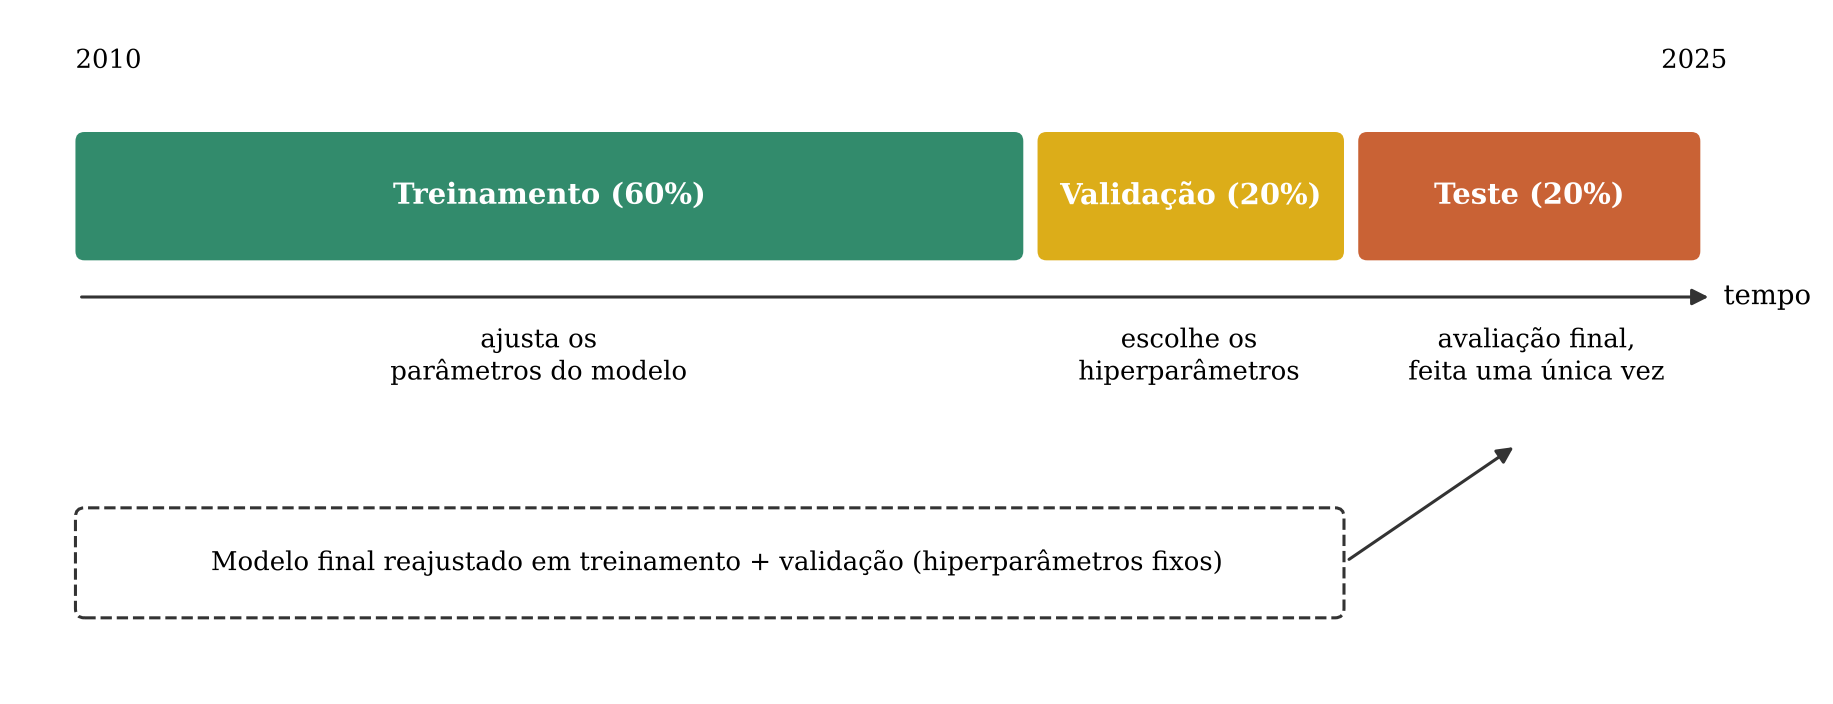 2010
2025
Treinamento (60%)
Validação (20%)
Teste (20%)
tempo
ajusta os
parâmetros do modelo
escolhe os
hiperparâmetros
avaliação final,
feita uma única vez
Modelo final reajustado em treinamento + validação (hiperparâmetros fixos)